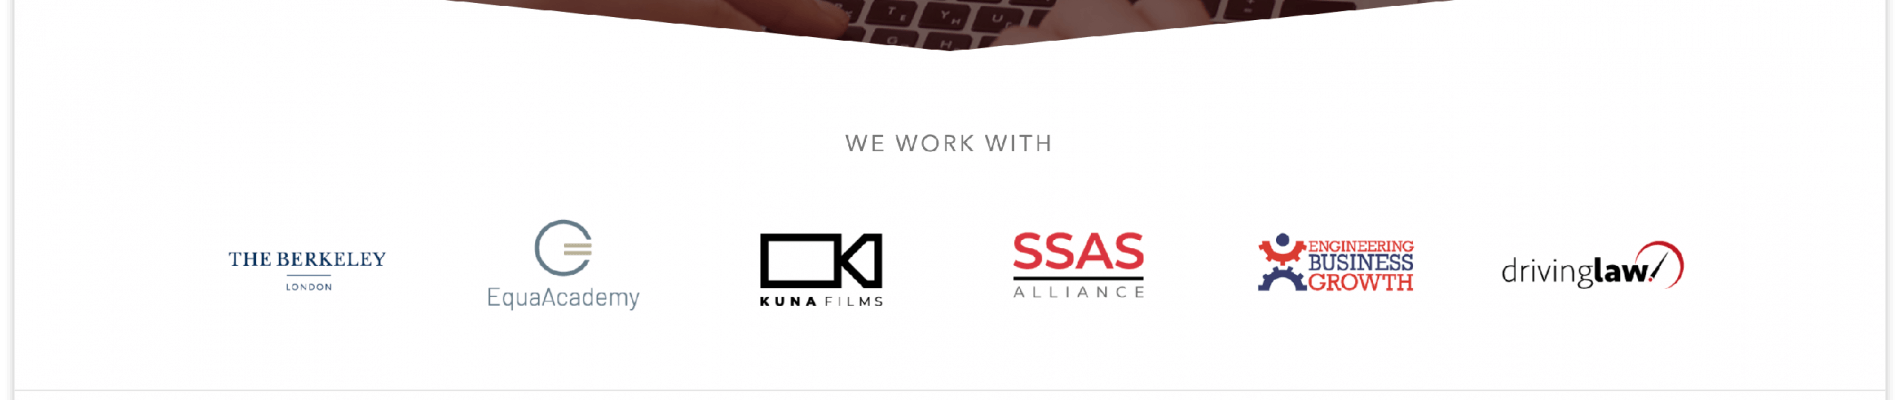 T E
Y H
U
G
H
WE WORK WITH
THE BERKELEY
LONDON
EquaAcademy
KUNA FILMS
SSAS
ALLIANCE
ENGINEERING
BUSINESS
GROWTH
drivinglaw